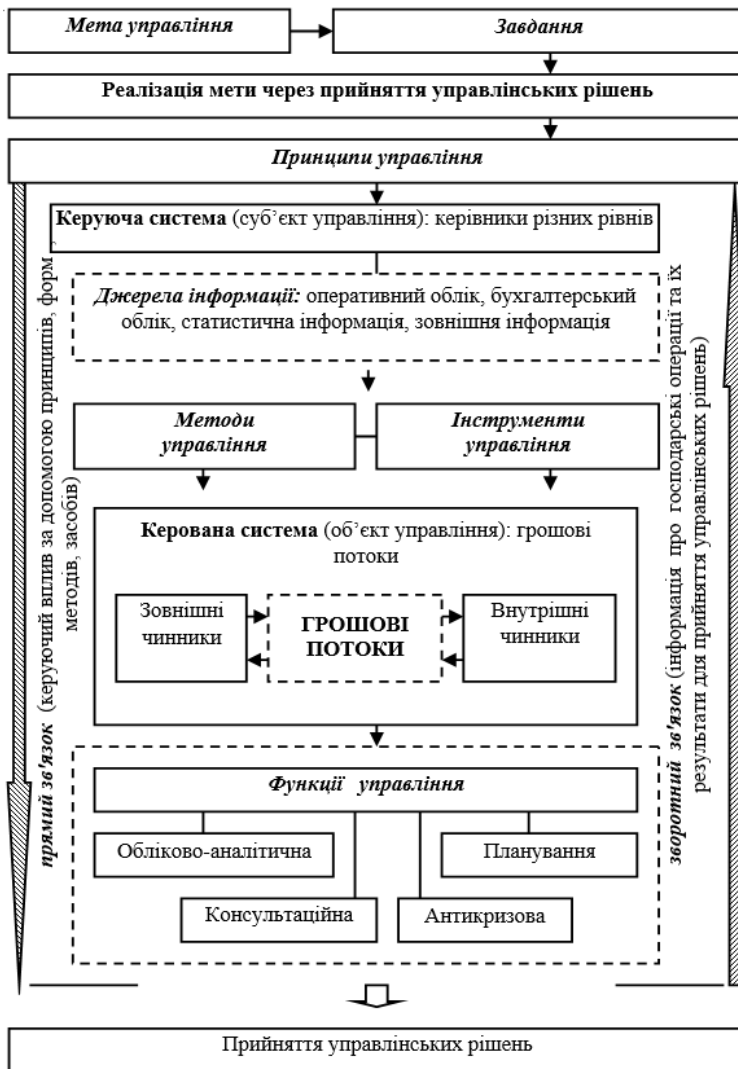 Мета управління
Завдання
Реалізація мети через прийняття управлінських рішень
Принципи управління
Керуюча система (суб’єкт управління): керівники різних рівнів
Джерела інформації: оперативний облік, бухгалтерський
облік, статистична інформація, зовнішня інформація
Методи
управління
Інструменти
управління
Керована система (об’єкт управління): грошові
потоки
Зовнішні
чинники
ГРОШОВІ
ПОТОКИ
Внутрішні
чинники
Функції управління
Обліково-аналітична
Планування
Консультаційна
Антикризова
прямий зв'язок (керуючий вплив за допомогою принципів, форм,
методів, засобів)
зворотний зв'язок (інформація про господарські операції та їх
результати для прийняття управлінських рішень)
Прийняття управлінських рішень